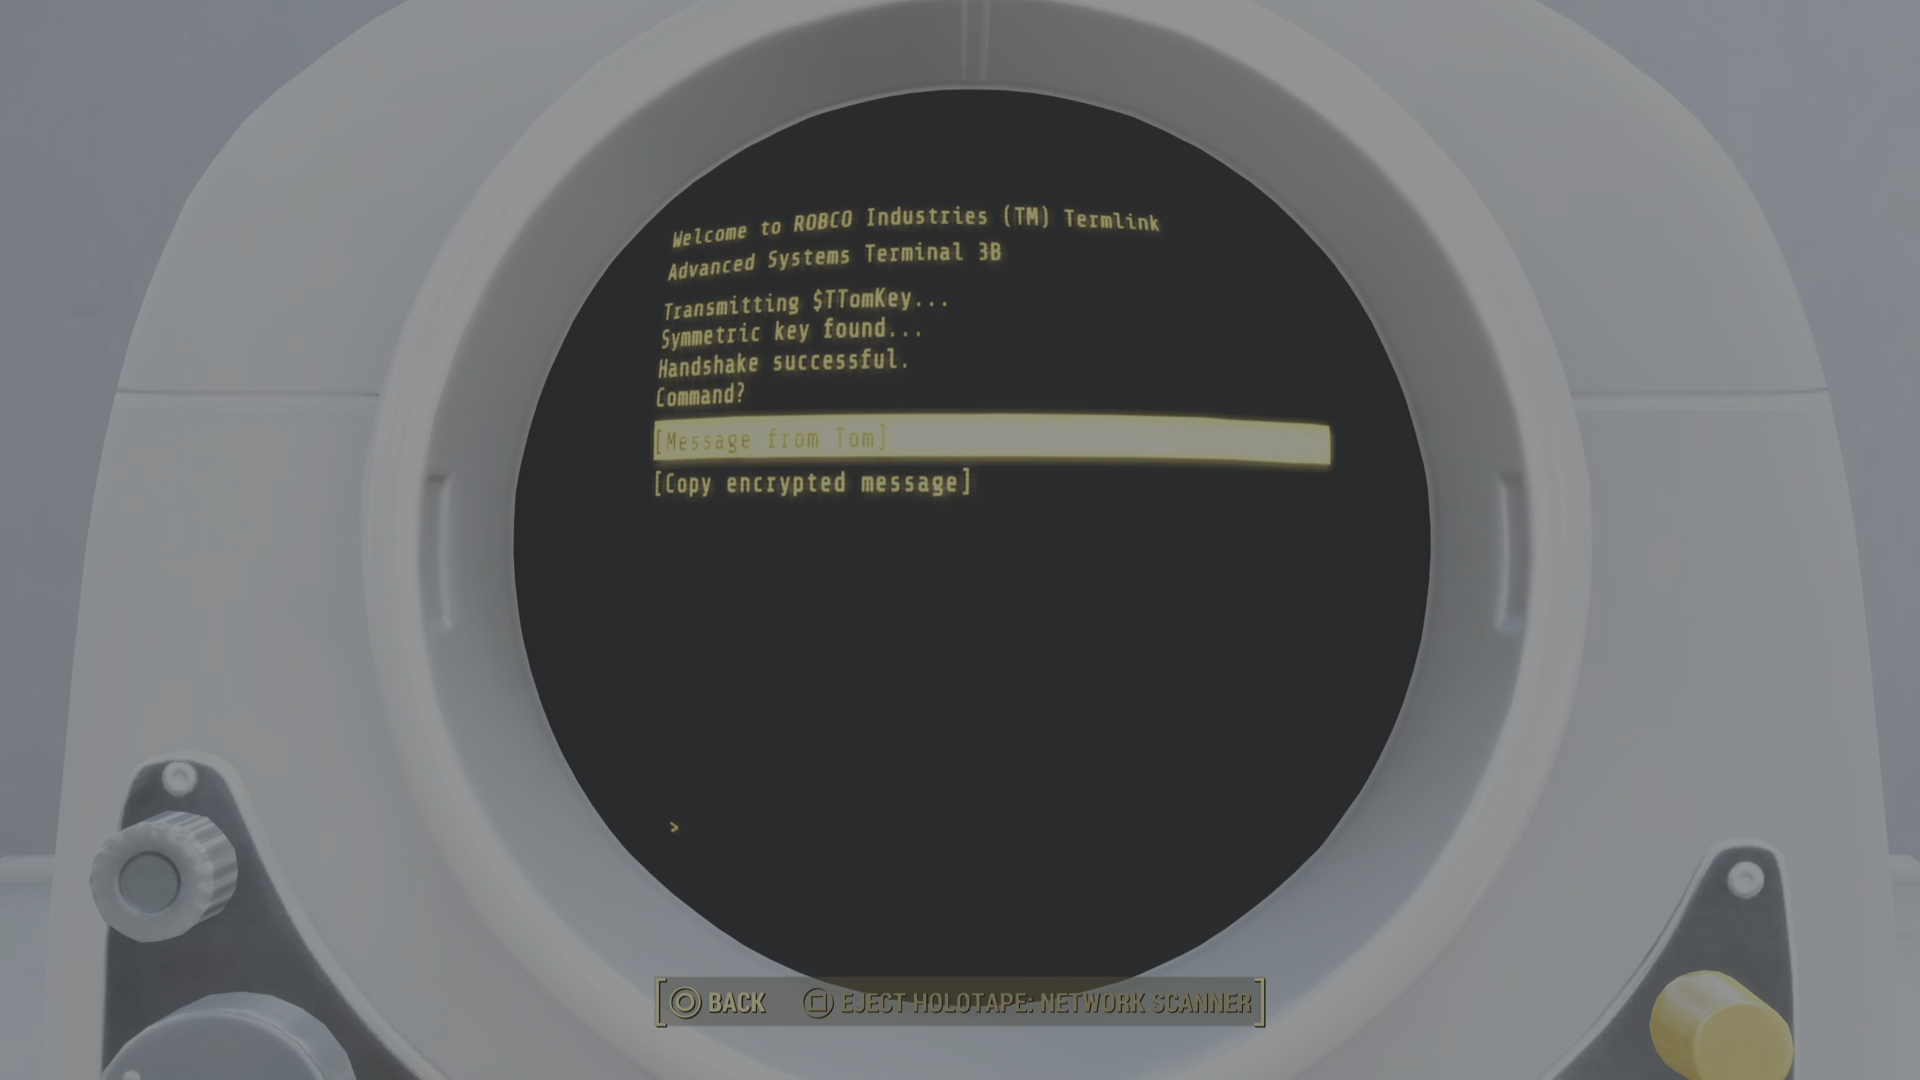 Welcome to ROBCO Industries (TM) Termlink
Advanced Systems Terminal 3B
Transmitting $TTomKey...
Symmetric key found...
Handshake successful.
Command?
[Message from Tom]
[Copy encrypted message]
>
BACK EJECT HOLOTAPE: NETWORK SCANNER